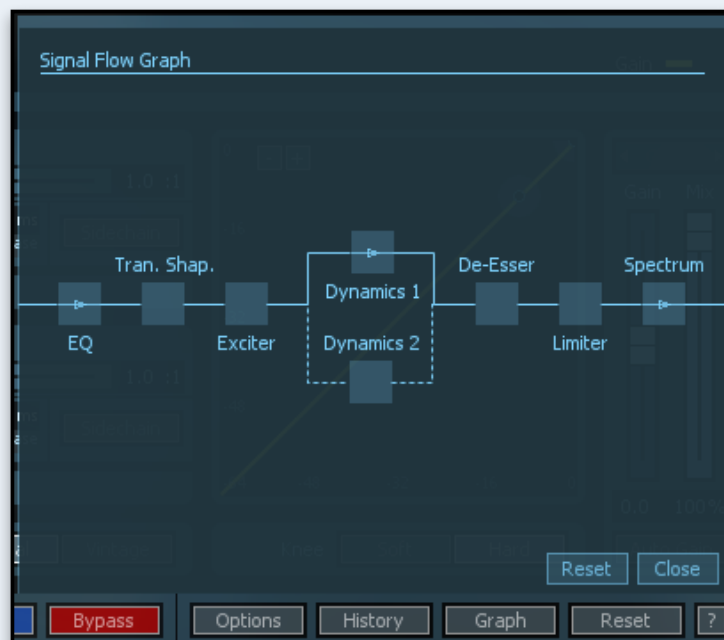 Signal Flow Graph
Tran. Shap.
De-Esser
Spectrum
Dynamics 1
EQ
Exciter
Dynamics 2
Limiter
Reset
Close
Bypass
Options
History
Graph
Reset
?